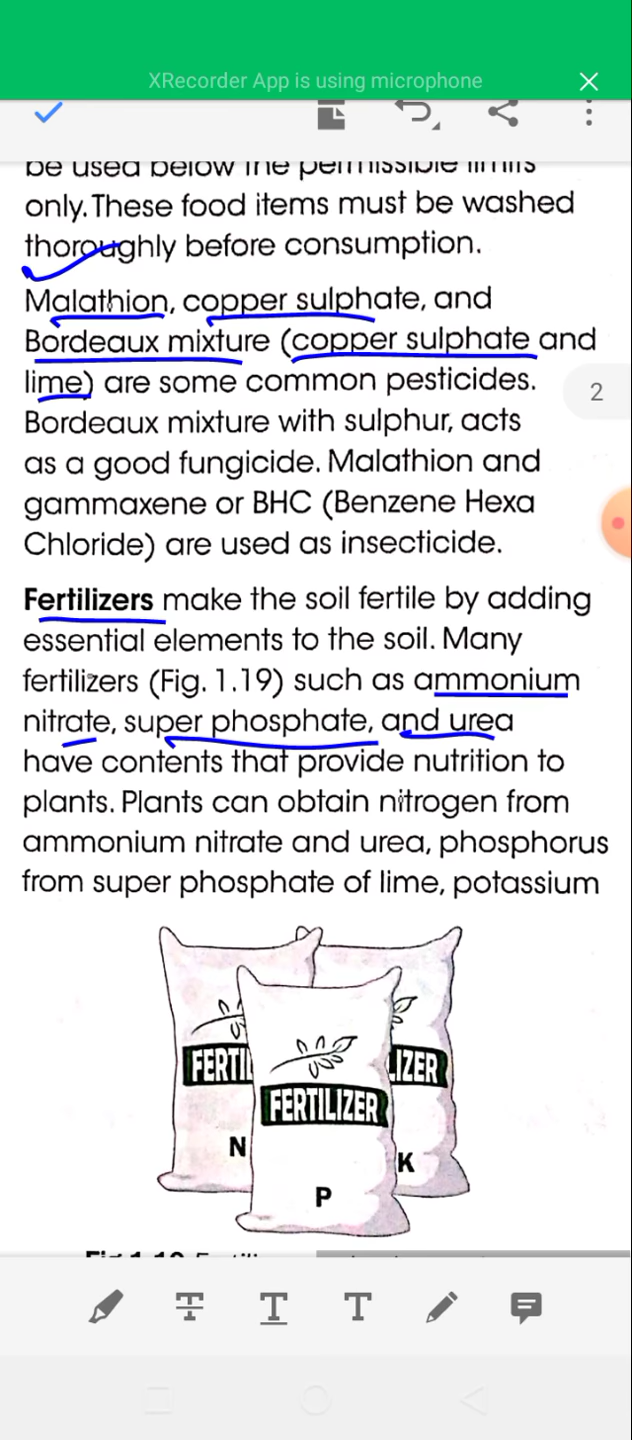 XRecorder App is using microphone
be used below the permissible limits
only. These food items must be washed
thoroughly before consumption.
Malathion, copper sulphate, and
Bordeaux mixture (copper sulphate and
lime) are some common pesticides.
2
Bordeaux mixture with sulphur, acts
as a good fungicide. Malathion and
gammaxene or BHC (Benzene Hexa
Chloride) are used as insecticide.
Fertilizers make the soil fertile by adding
essential elements to the soil. Many
fertilizers (Fig. 1.19) such as ammonium
nitrate, super phosphate, and urea
have contents that provide nutrition to
plants. Plants can obtain nitrogen from
ammonium nitrate and urea, phosphorus
from super phosphate of lime, potassium
FERTIL
LIZER
FERTILIZER
N
K
P